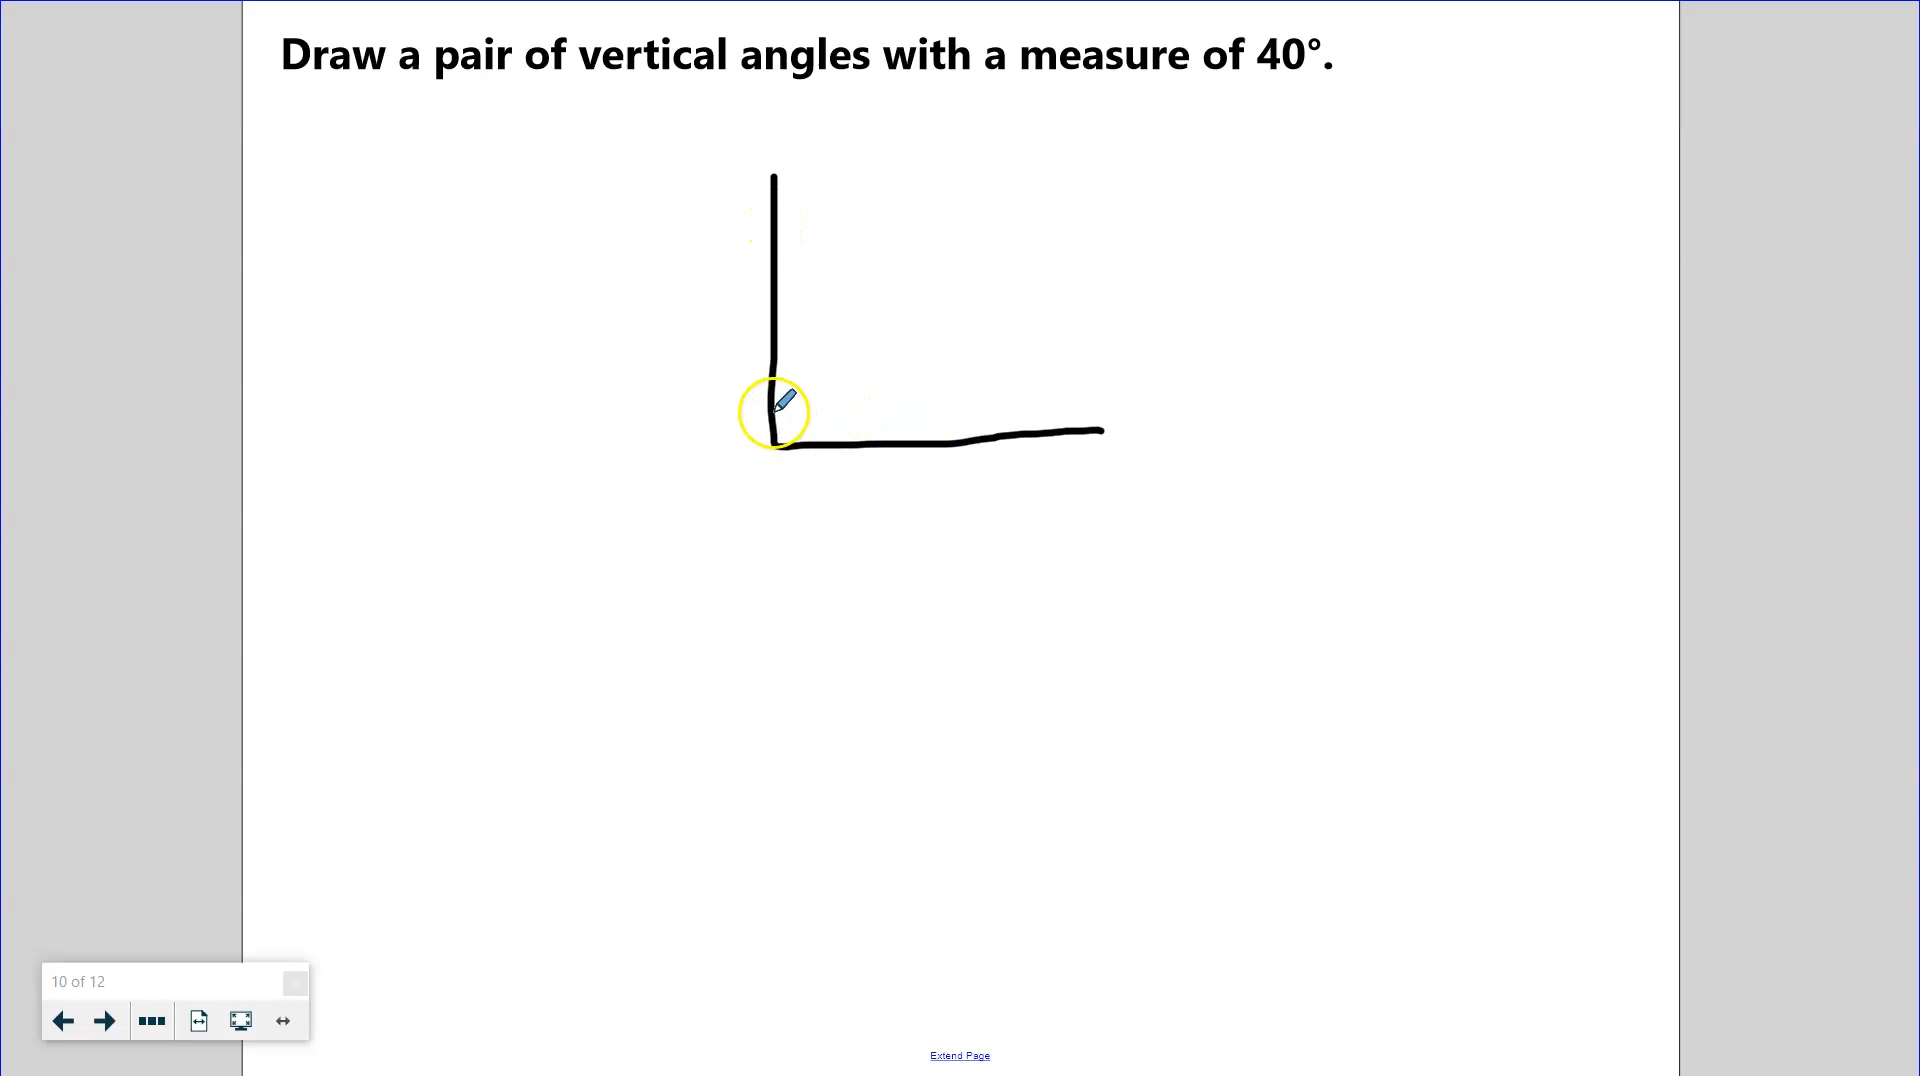 Draw a pair of vertical angles with a measure of 40°.
10 of 12
Extend Page